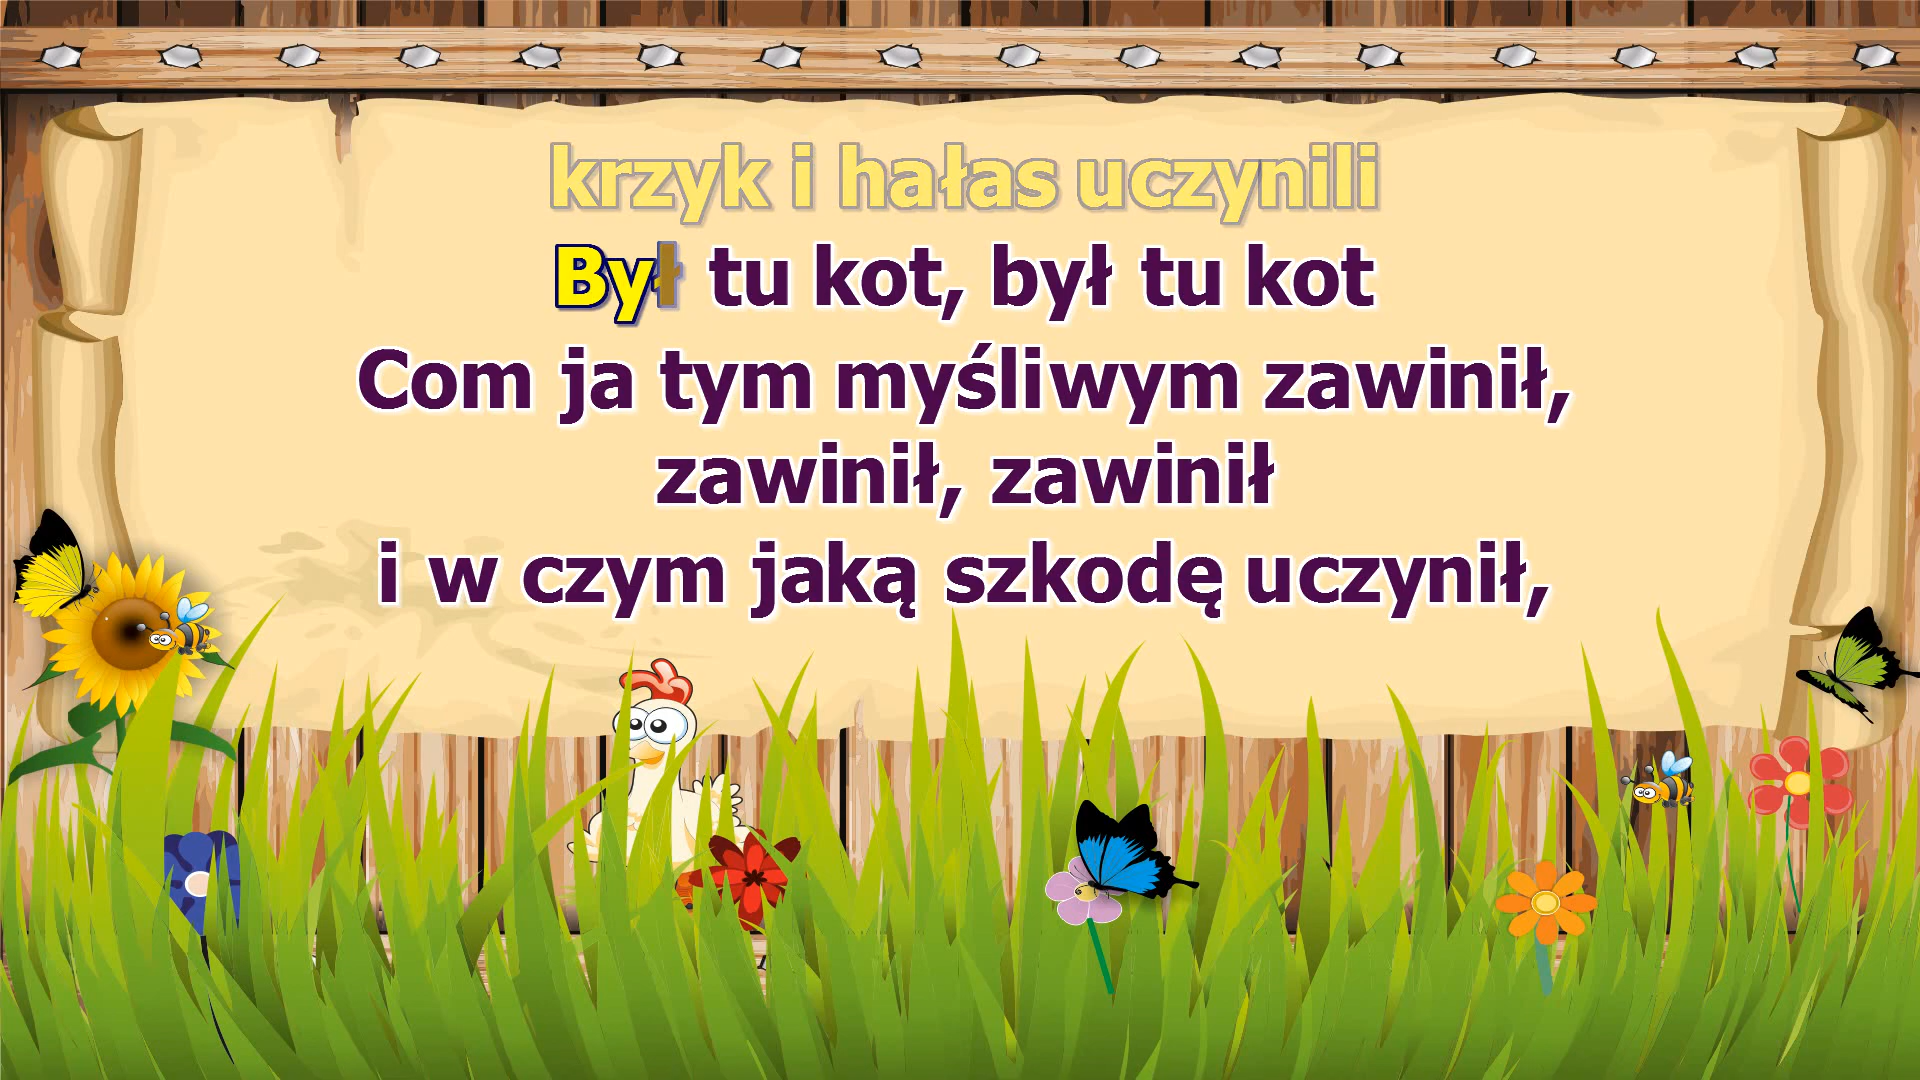 krzyk i hałas uczynili
Był tu kot, był tu kot
Com ja tym myśliwym zawinił,
zawinił, zawinił
i w czym jaką szkodę uczynił,